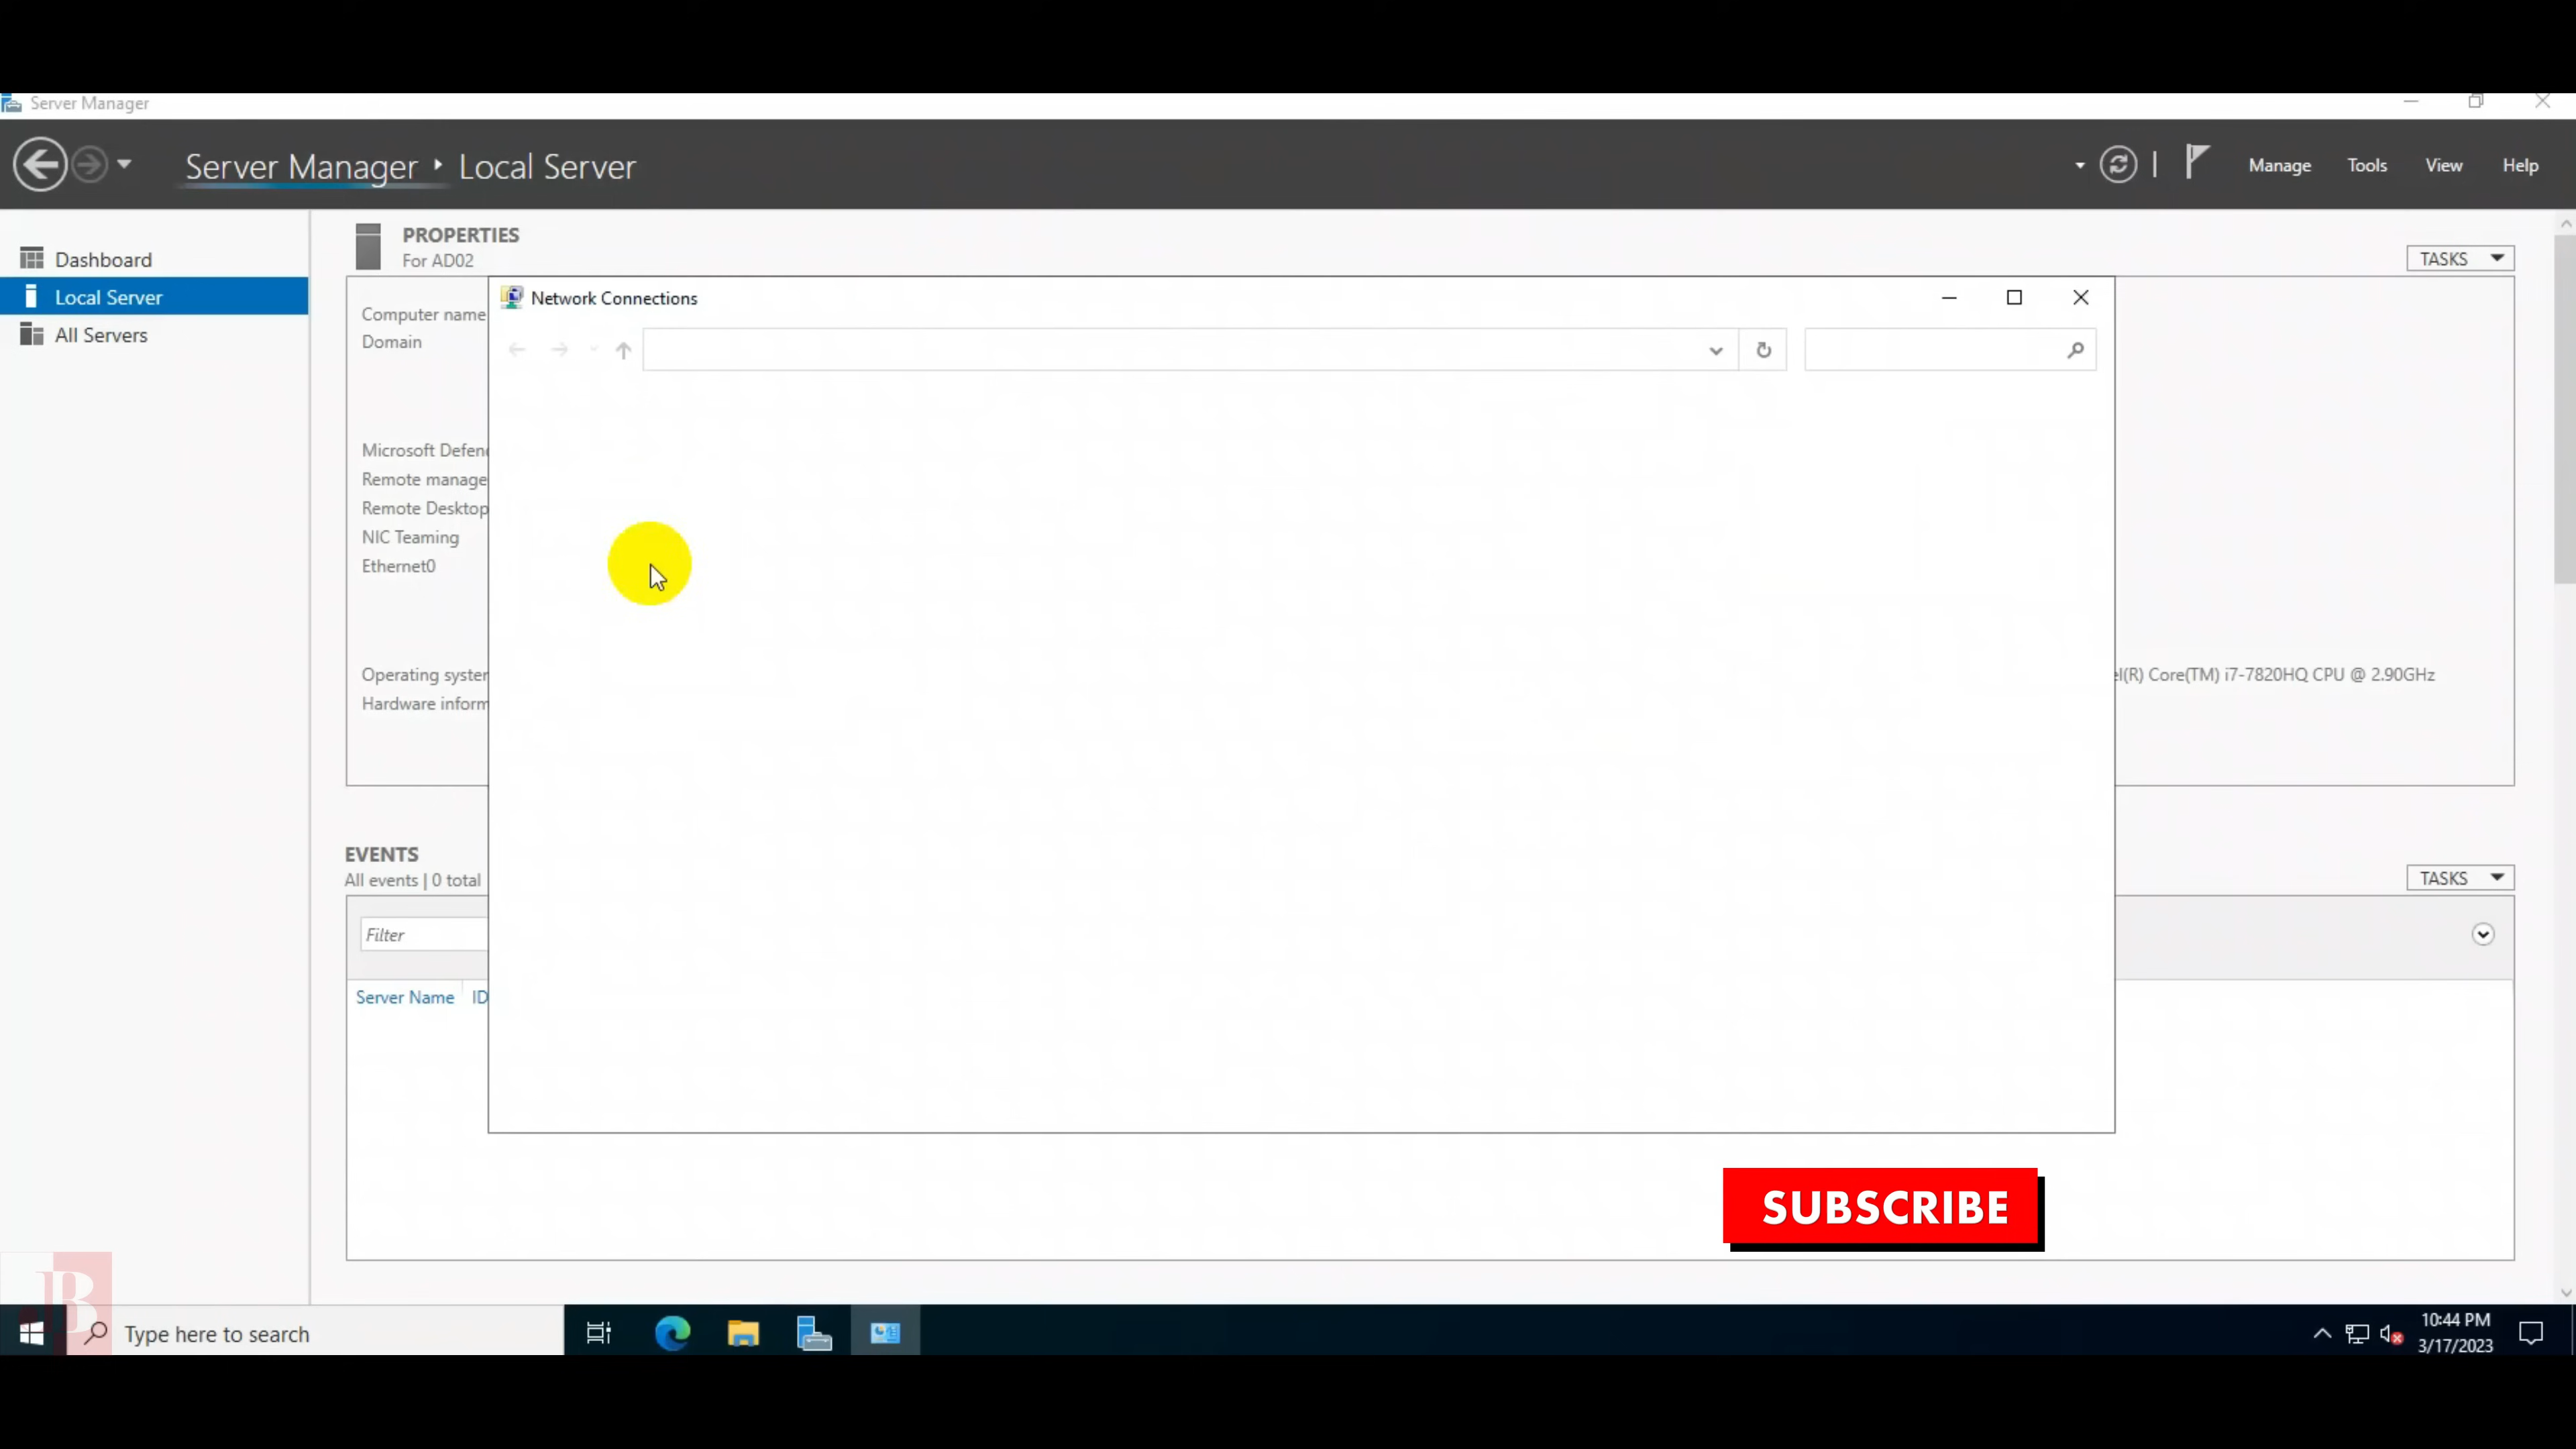 Server Manager
Server Manager
Local Server
Manage
Tools
View
Help
Dashboard
Local Server
All Servers
PROPERTIES
For AD02
TASKS
Computer name
Domain
Network Connections
Microsoft Defen
Remote manage
Remote Desktop
NIC Teaming
Ethernet0
Operating syste
Hardware inform
el(R) Core(TM) i7-7820HQ CPU @ 2.90GHz
EVENTS
All events | 0 total
TASKS
Filter
Server Name
ID
SUBSCRIBE
JB
Type here to search
10:44 PM
3/17/2023